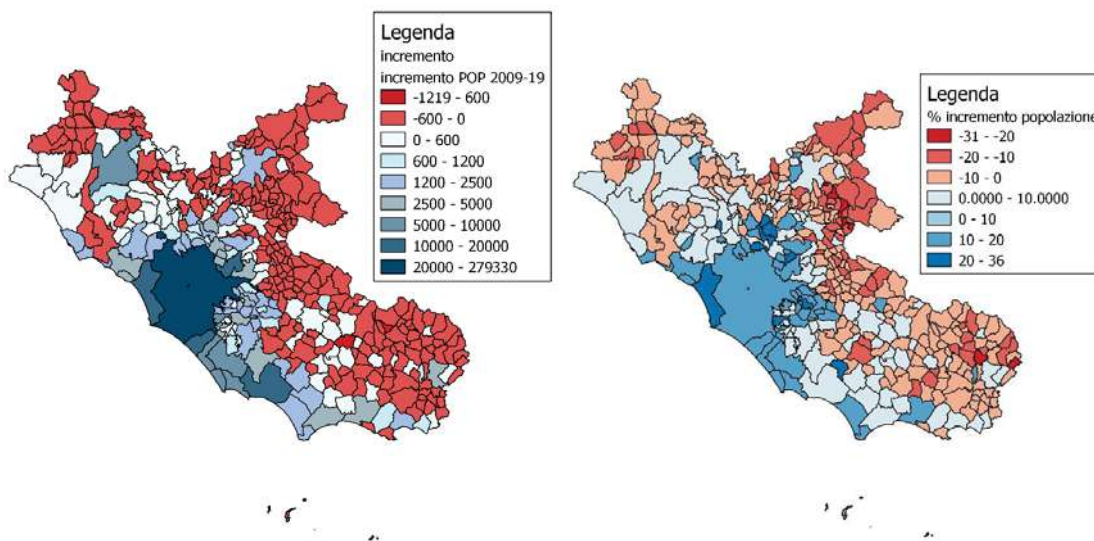 Legenda
incremento
incremento POP 2009-19
-1219 - 600
-600 - 0
0 - 600
600 - 1200
1200 - 2500
2500 - 5000
5000 - 10000
10000 - 20000
20000 - 279330
Legenda
% incremento popolazione
-31 - -20
-20 - -10
-10 - 0
0.0000 - 10.0000
0 - 10
10 - 20
20 - 36